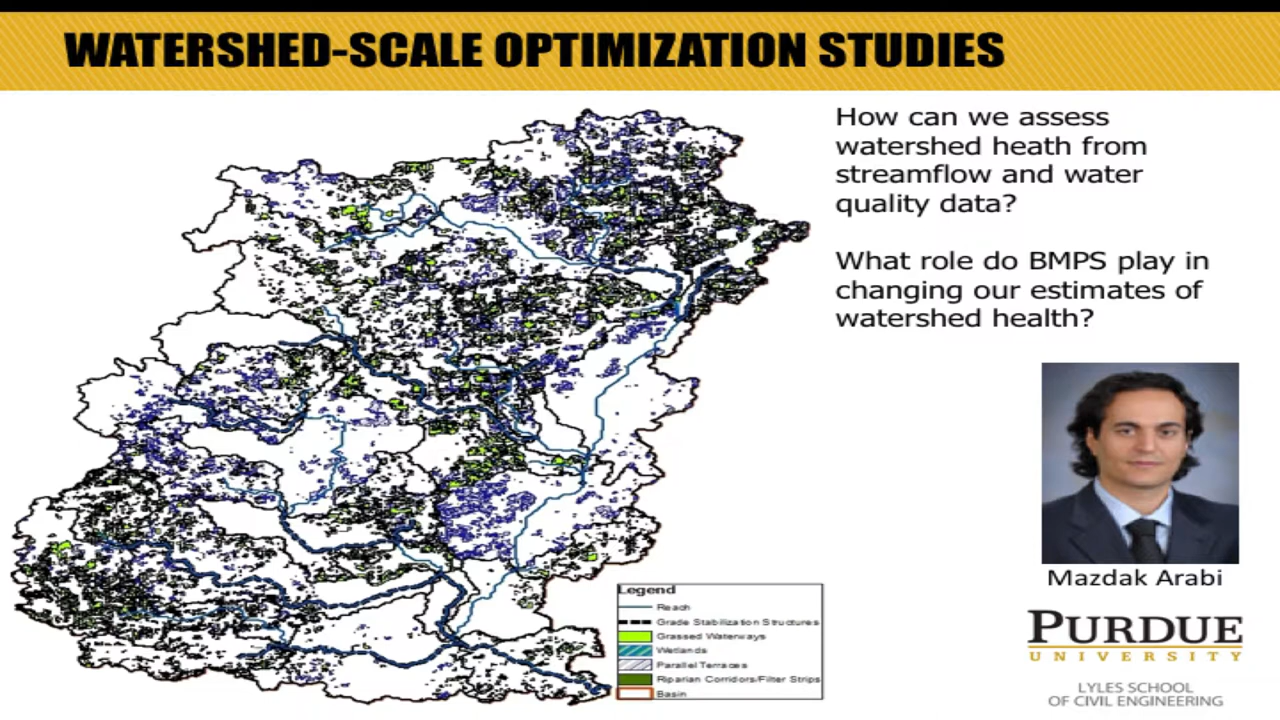 WATERSHED-SCALE OPTIMIZATION STUDIES
How can we assess
watershed heath from
streamflow and water
quality data?
What role do BMPS play in
changing our estimates of
watershed health?
Mazdak Arabi
Legend
Reach
Grade Stabilization Structures
Grassed Waterways
Wetlands
Parallel Terraces
Riparian Corridors/Filter Strips
Basin
PURDUE
UNIVERSITY
LYLES SCHOOL
OF CIVIL ENGINEERING